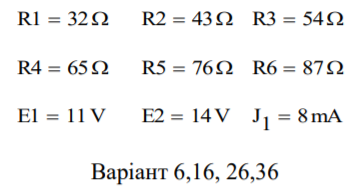 R1 = 32 Ω R2 = 43 Ω R3 = 54 Ω
R4 = 65 Ω R5 = 76 Ω R6 = 87 Ω
E1 = 11 V E2 = 14 V J₁ = 8 mA
Варіант 6,16, 26,36